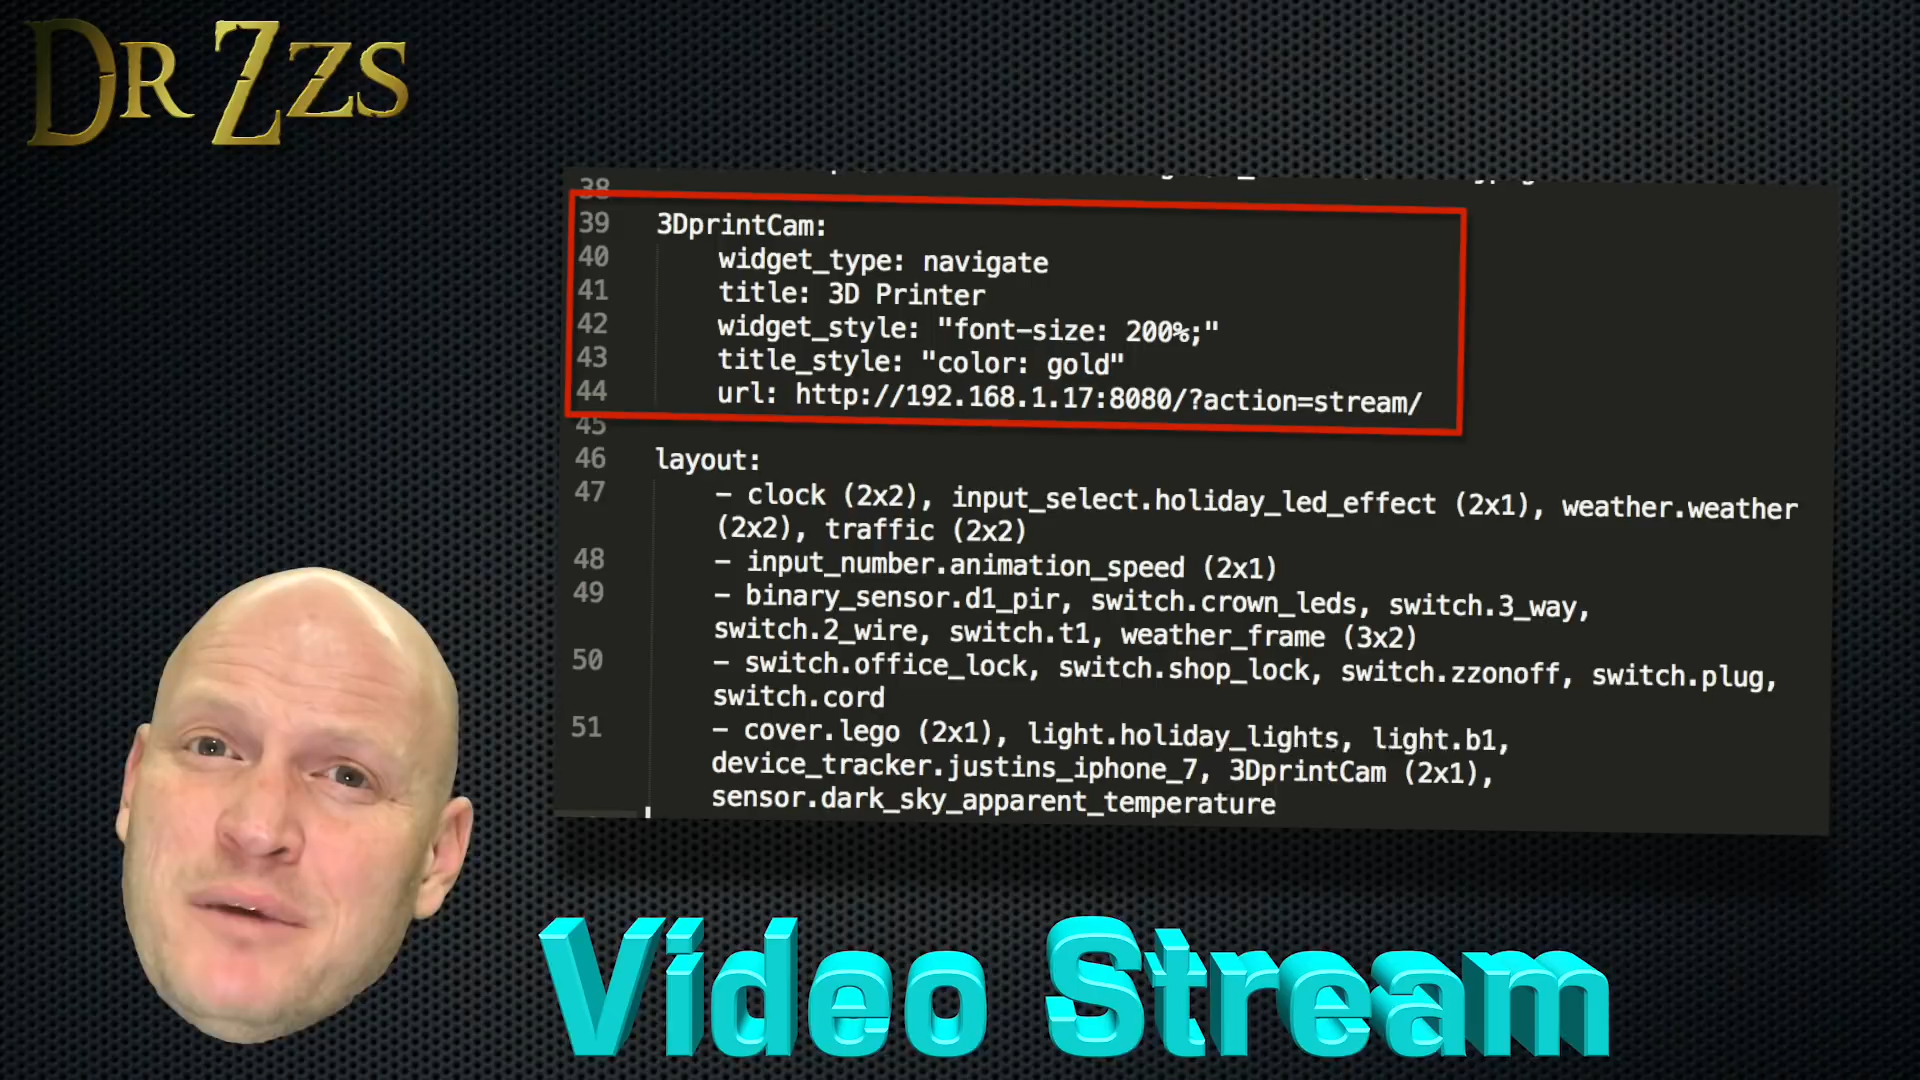 DR ZZS
38
39 3DprintCam:
40 widget_type: navigate
41 title: 3D Printer
42 widget_style: "font-size: 200%;"
43 title_style: "color: gold"
44 url: http://192.168.1.17:8080/?action=stream/
45
46 layout:
47 - clock (2x2), input_select.holiday_led_effect (2x1), weather.weather
(2x2), traffic (2x2)
48 - input_number.animation_speed (2x1)
49 - binary_sensor.d1_pir, switch.crown_leds, switch.3_way,
switch.2_wire, switch.t1, weather_frame (3x2)
50 - switch.office_lock, switch.shop_lock, switch.zzonoff, switch.plug,
switch.cord
51 - cover.lego (2x1), light.holiday_lights, light.b1,
device_tracker.justins_iphone_7, 3DprintCam (2x1),
sensor.dark_sky_apparent_temperature
Video Stream